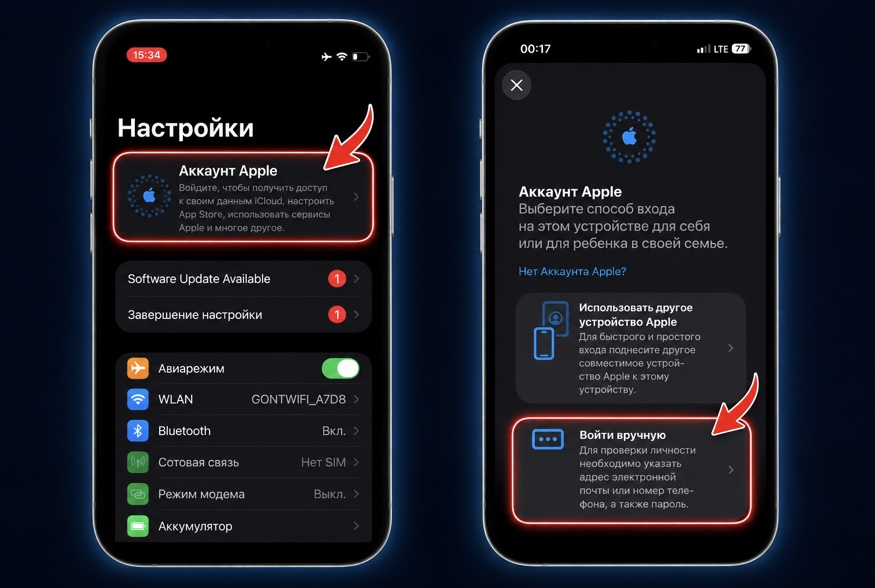 15:34
Настройки
Аккаунт Apple
Войдите, чтобы получить доступ
к своим данным iCloud, настроить
App Store, использовать сервисы
Apple и многое другое.
Software Update Available 1
Завершение настройки 1
Авиарежим
WLAN GONTWIFI_A7D8
Bluetooth Вкл.
Сотовая связь Нет SIM
Режим модема Выкл.
Аккумулятор
00:17 LTE 77
Аккаунт Apple
Выберите способ входа
на этом устройстве для себя
или для ребенка в своей семье.
Нет Аккаунта Apple?
Использовать другое
устройство Apple
Для быстрого и простого
входа поднесите другое
совместимое устрой-
ство Apple к этому
устройству.
Войти вручную
Для проверки личности
необходимо указать
адрес электронной
почты или номер теле-
фона, а также пароль.